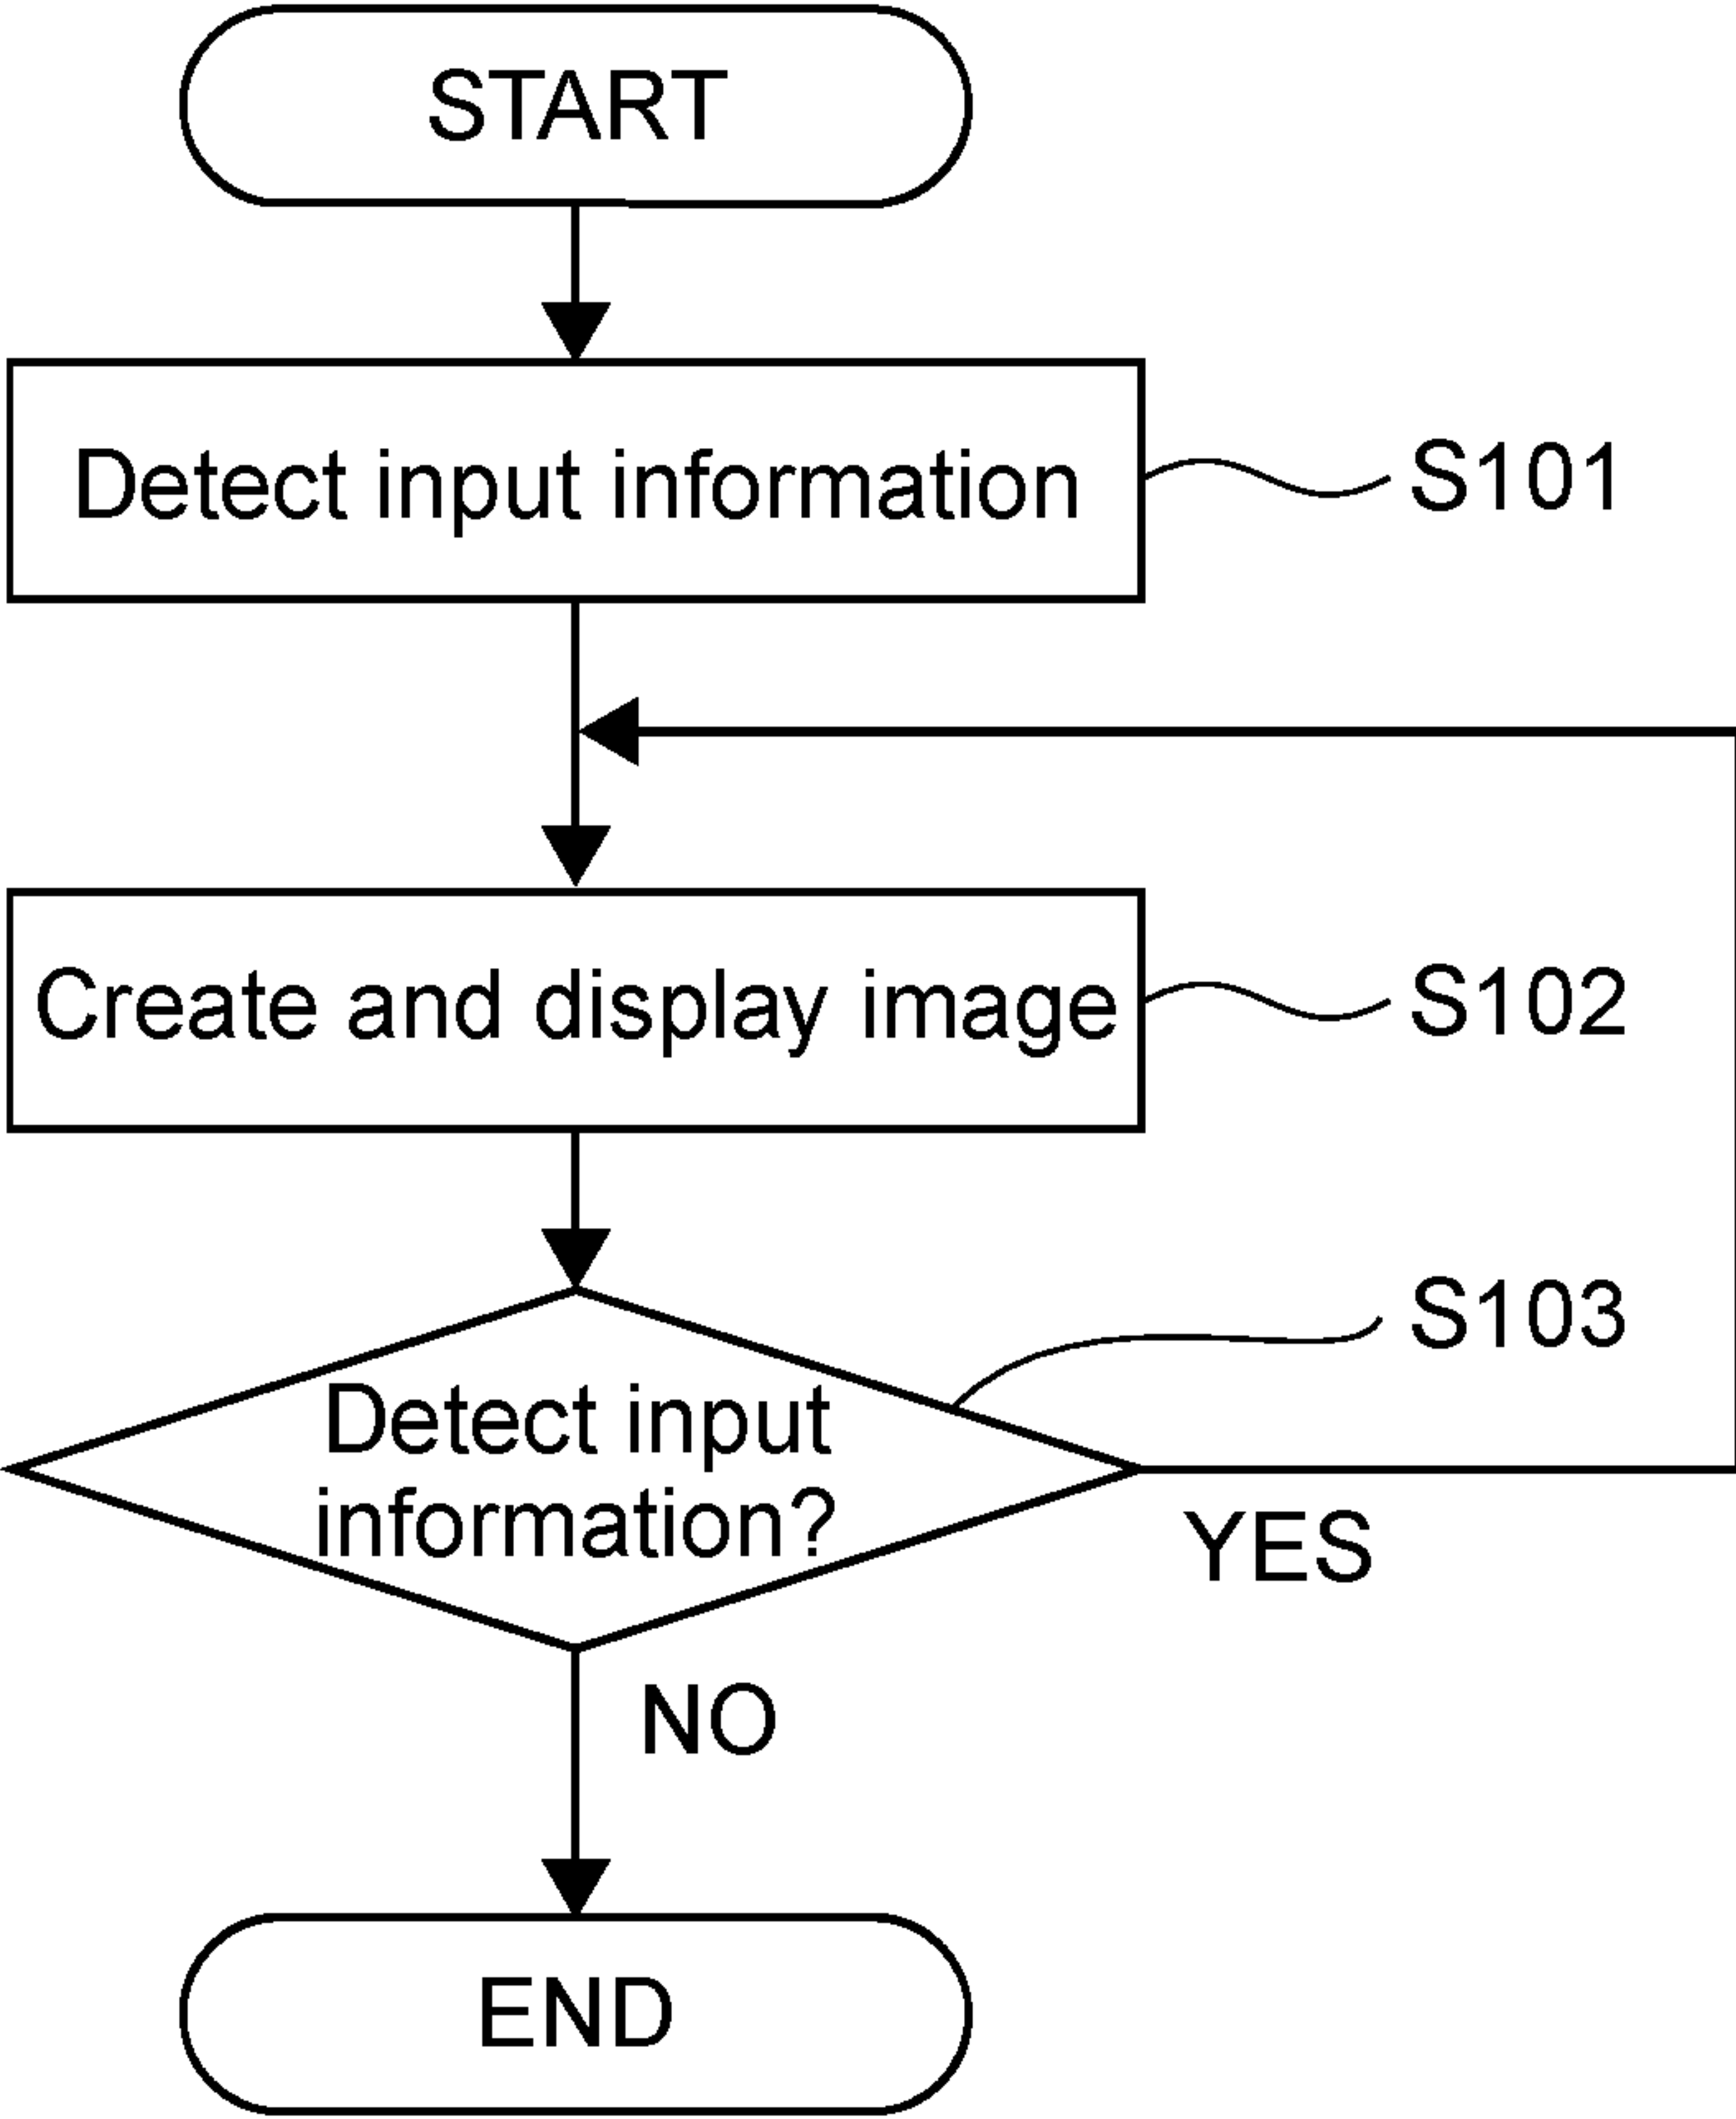 START
Detect input information
S101
Create and display image
S102
S103
Detect input
information?
YES
NO
END